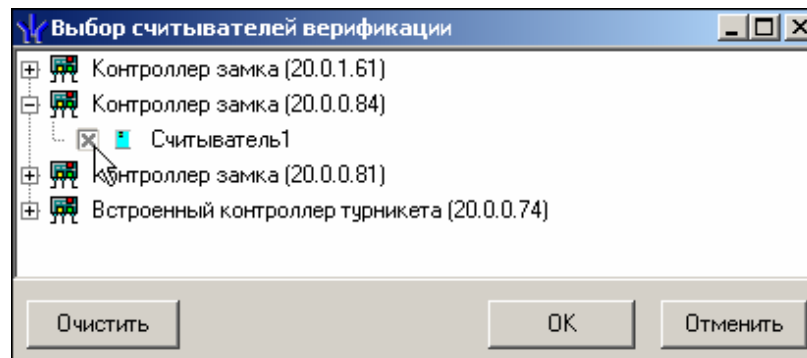 Выбор считывателей верификации
Контроллер замка (20.0.1.61)
Контроллер замка (20.0.0.84)
Считыватель1
Контроллер замка (20.0.0.81)
Встроенный контроллер турникета (20.0.0.74)
Очистить
OK
Отменить